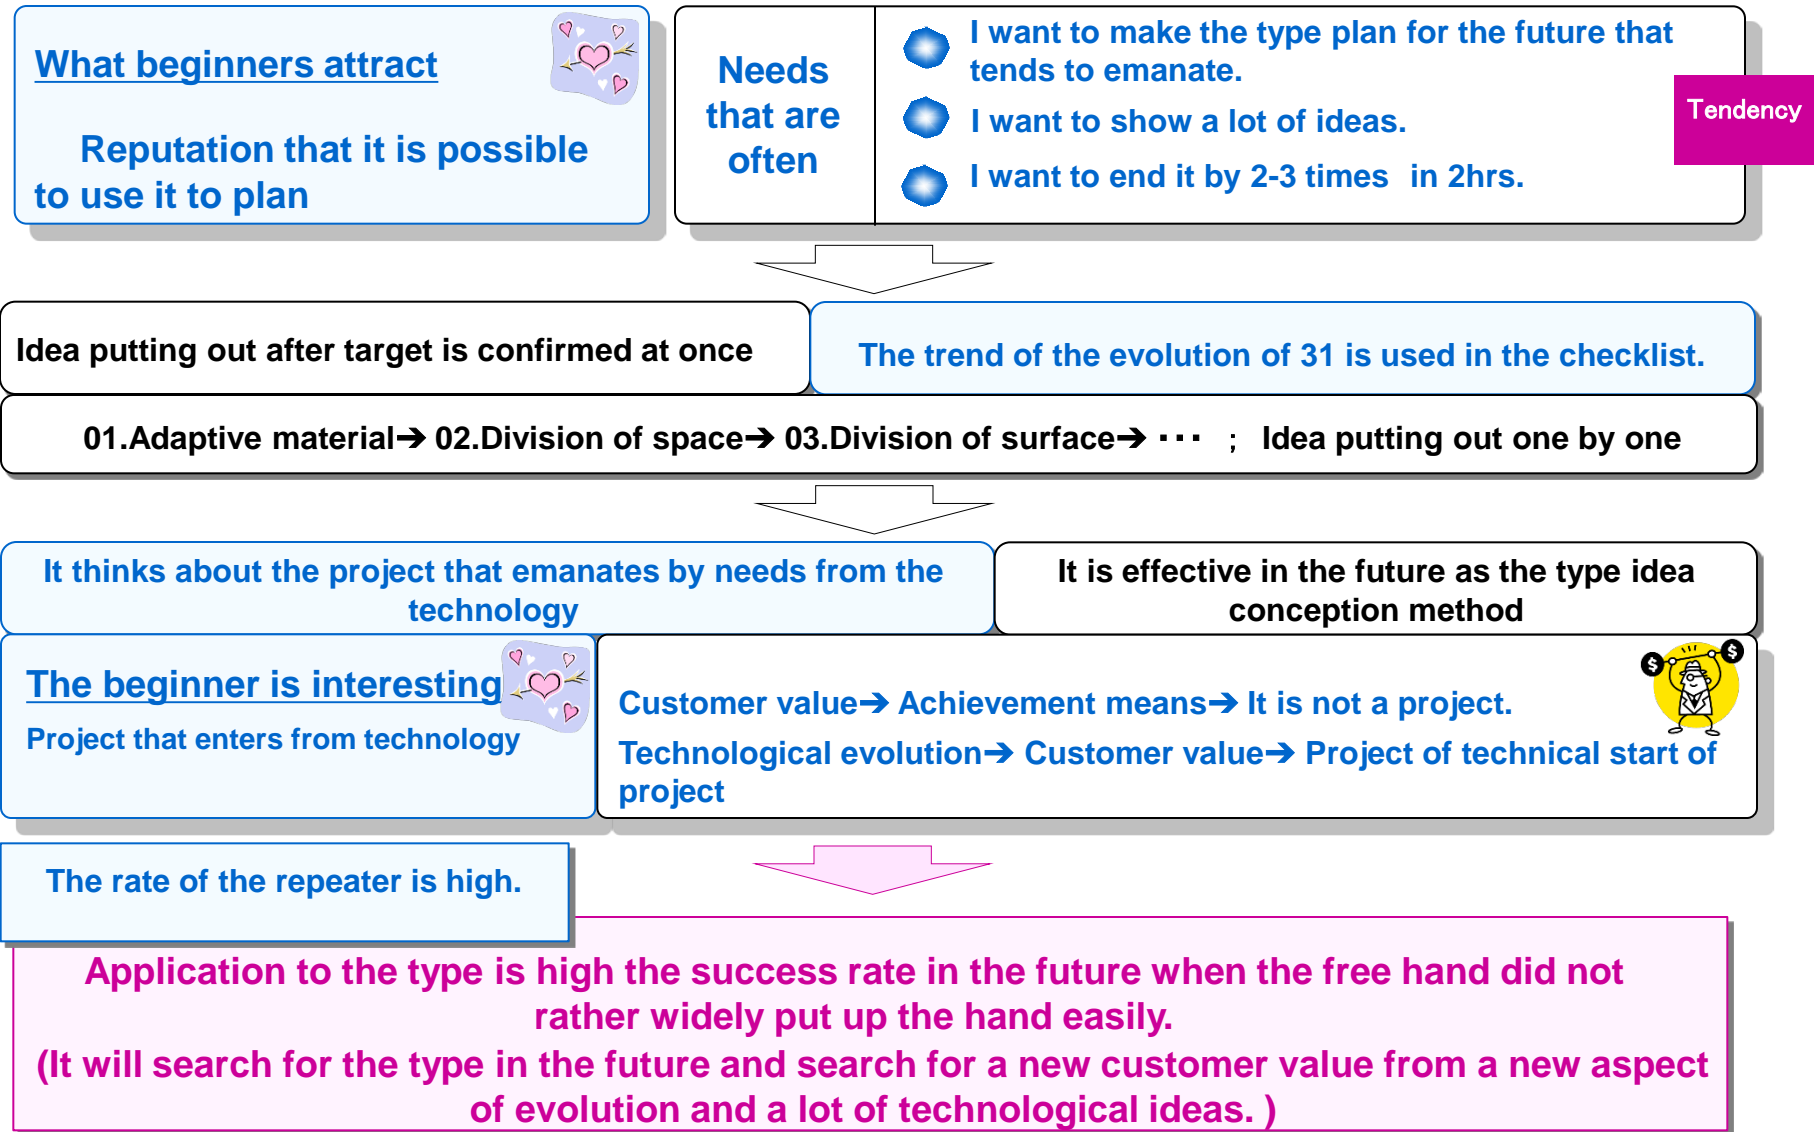 What beginners attract
Reputation that it is possible
to use it to plan
Needs
that are
often
I want to make the type plan for the future that
tends to emanate.
I want to show a lot of ideas.
I want to end it by 2-3 times in 2hrs.
Tendency
Idea putting out after target is confirmed at once
The trend of the evolution of 31 is used in the checklist.
01.Adaptive material➔ 02.Division of space➔ 03.Division of surface➔ ・・・ ； Idea putting out one by one
It thinks about the project that emanates by needs from the
technology
It is effective in the future as the type idea
conception method
The beginner is interesting
Project that enters from technology
$ $
Customer value➔ Achievement means➔ It is not a project.
Technological evolution➔ Customer value➔ Project of technical start of
project
The rate of the repeater is high.
Application to the type is high the success rate in the future when the free hand did not
rather widely put up the hand easily.
(It will search for the type in the future and search for a new customer value from a new aspect
of evolution and a lot of technological ideas. )